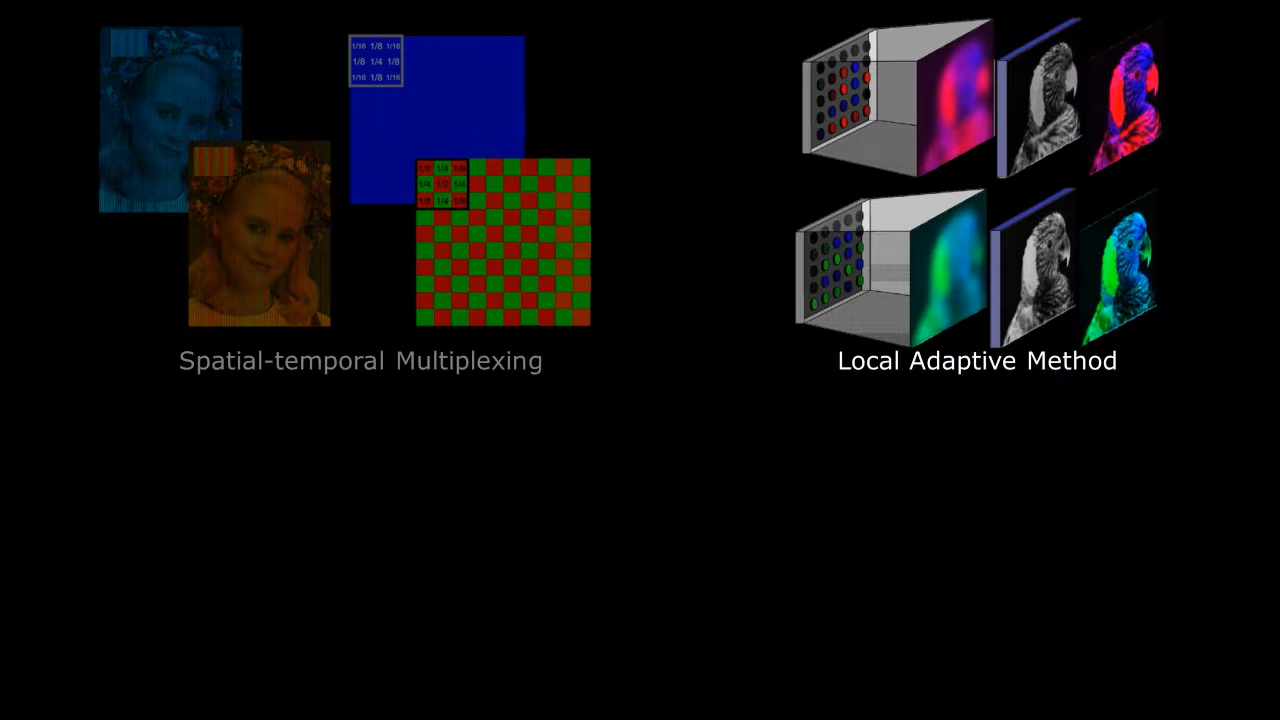 1/16 1/8 1/16
1/8 1/4 1/8
1/16 1/8 1/16
1/8 1/4 1/8
1/4 1/2 1/4
1/8 1/4 1/8
Spatial-temporal Multiplexing
Local Adaptive Method